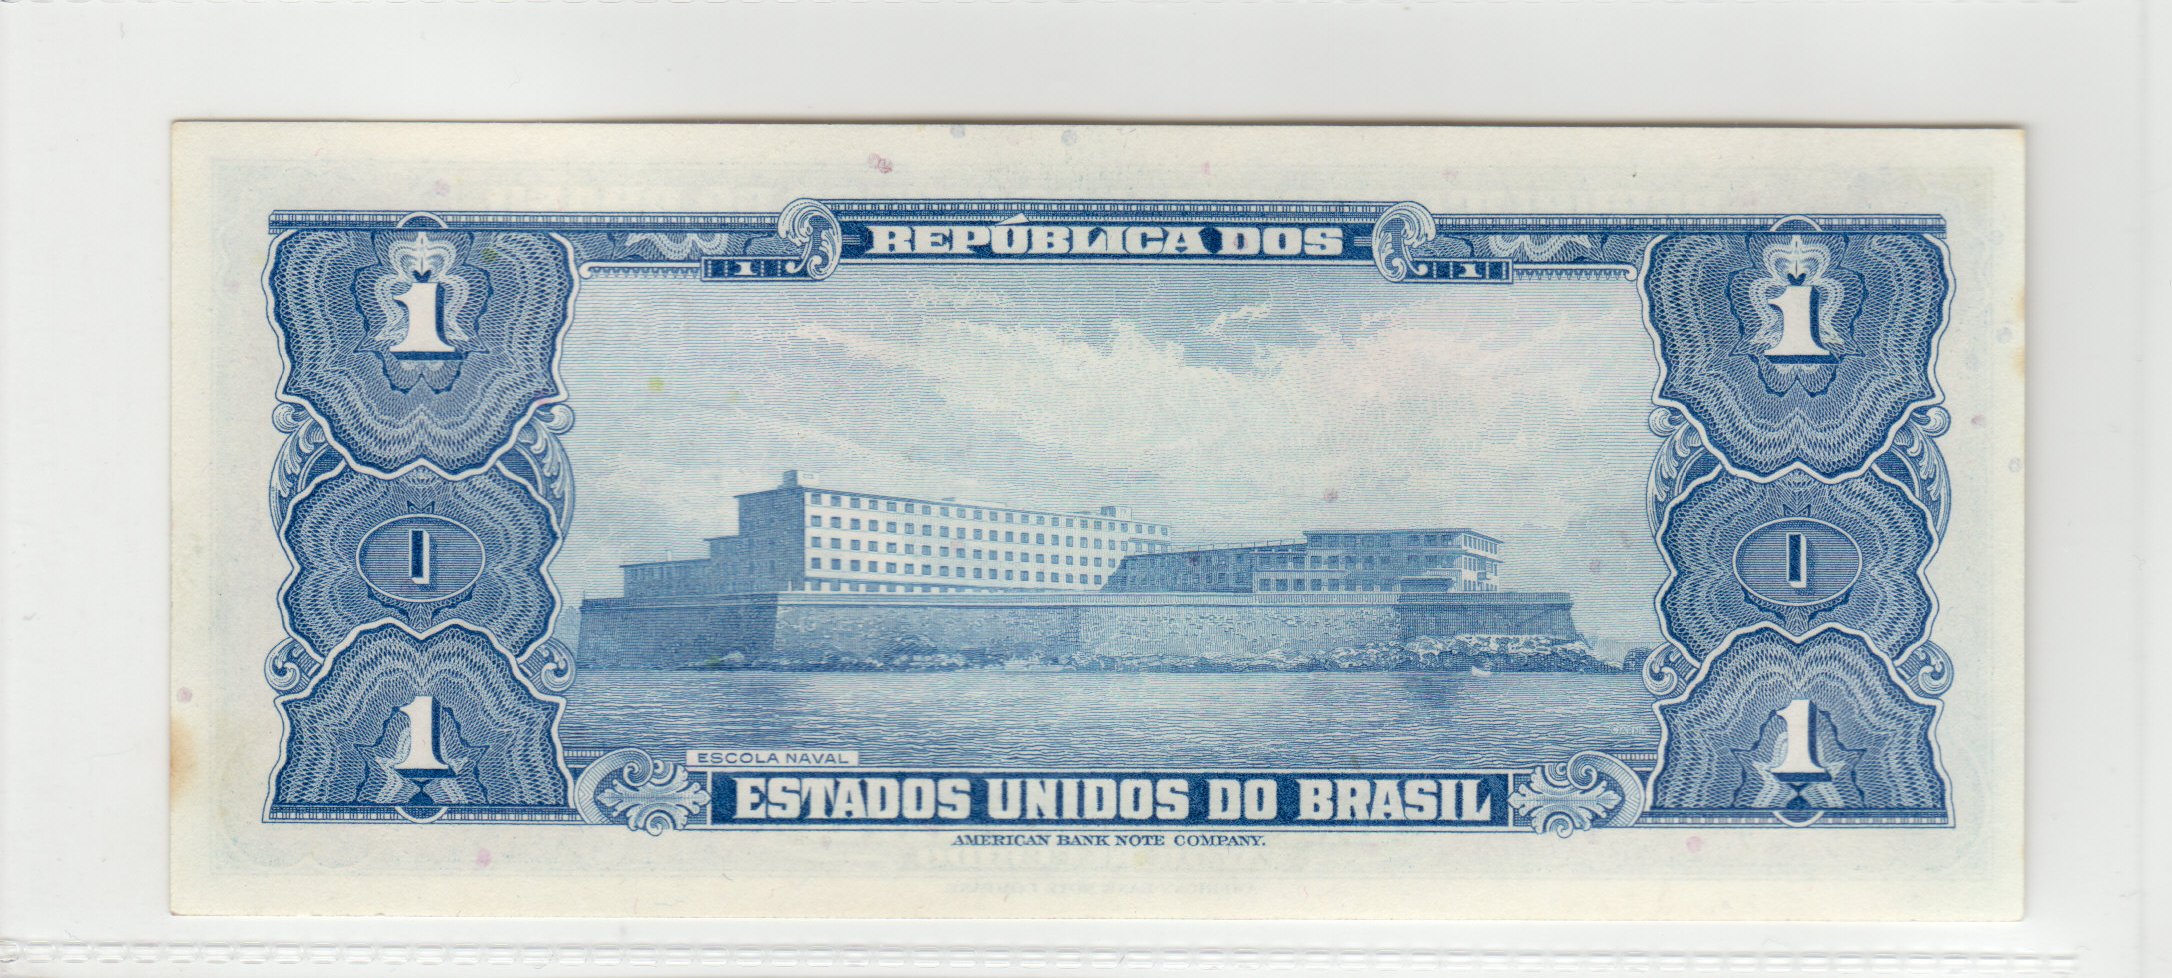 REPÚBLICA DOS
1 1
1 1
1 1
1 1
ESCOLA NAVAL
ESTADOS UNIDOS DO BRASIL
AMERICAN BANK NOTE COMPANY.